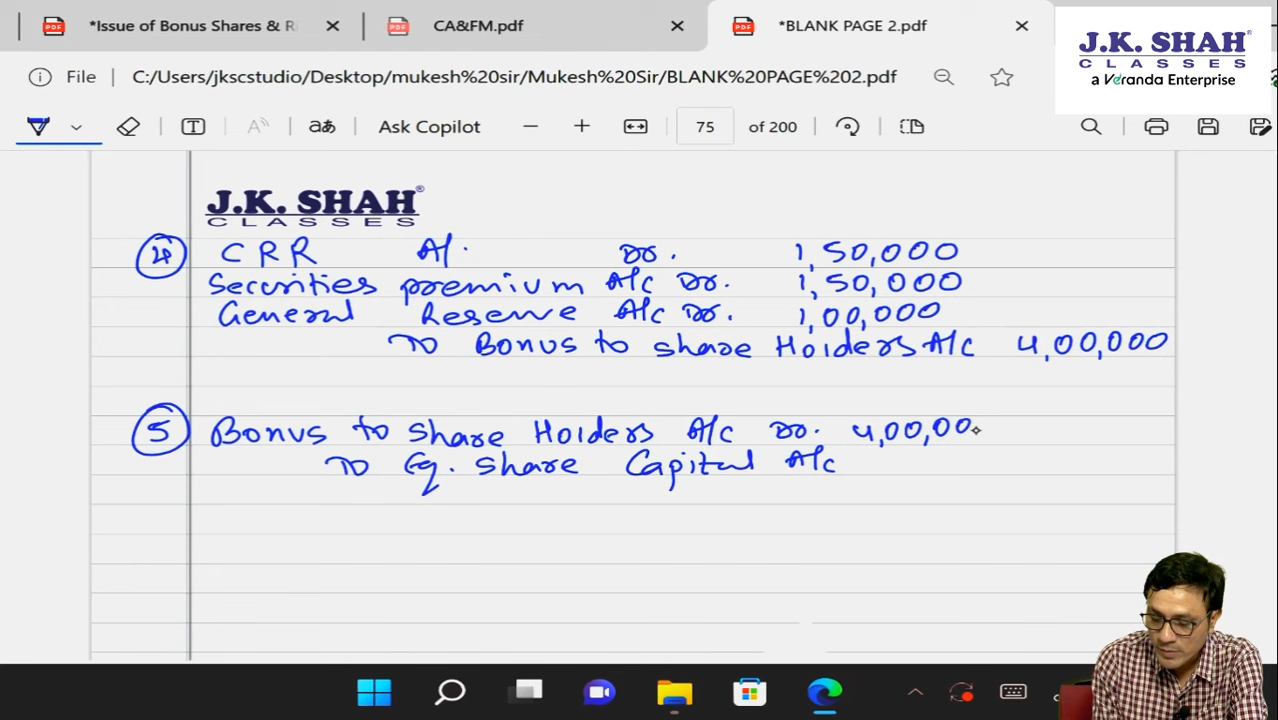 *Issue of Bonus Shares & Ri
CA&FM.pdf
*BLANK PAGE 2.pdf
J.K. SHAH®
CLASSES
a Veranda Enterprise
File
C:/Users/jkscstudio/Desktop/mukesh%20sir/Mukesh%20Sir/BLANK%20PAGE%202.pdf
Ask Copilot
75 of 200
J.K. SHAH®
CLASSES
4 CRR A/. Dr. 1,50,000
Securities premium A/c Dr. 1,50,000
General Reserve A/c Dr. 1,00,000
To Bonus to share Holders A/c 4,00,000
5 Bonus to share Holders A/c Dr. 4,00,00
To Eq. share Capital A/c